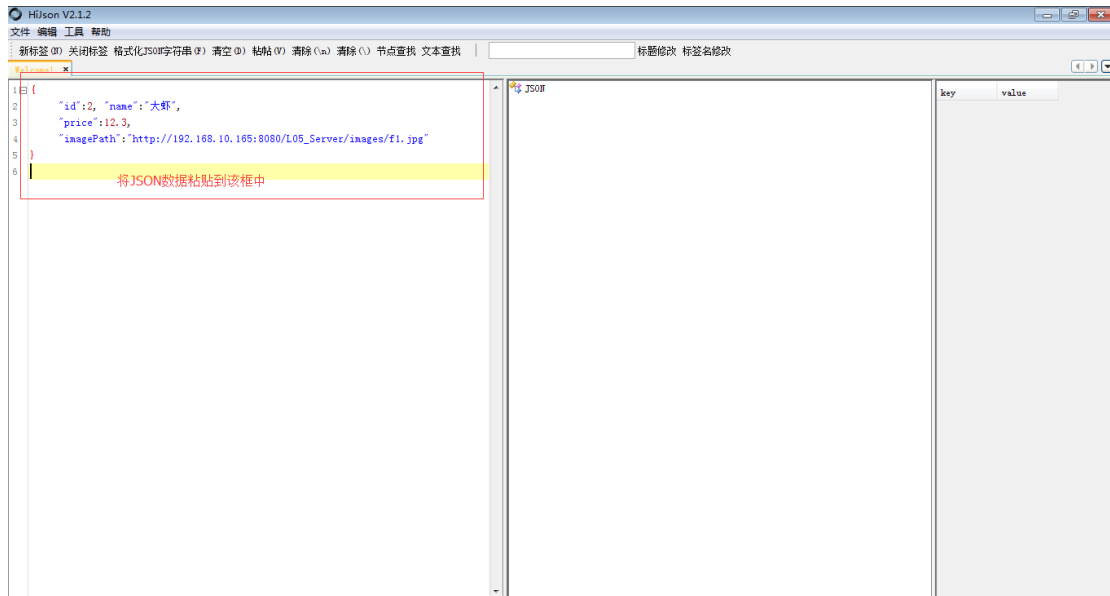 HiJson V2.1.2
文件 编辑 工具 帮助
新标签(N) 关闭标签 格式化JSON字符串(F) 清空(D) 粘帖(V) 清除(\n) 清除(\) 节点查找 文本查找 标题修改 标签名修改
Welcome!
1 {
2 "id":2, "name":"大虾",
3 "price":12.3,
4 "imagePath":"http://192.168.10.165:8080/L05_Server/images/f1.jpg"
5 }
6
将JSON数据粘贴到该框中
JSON
key value